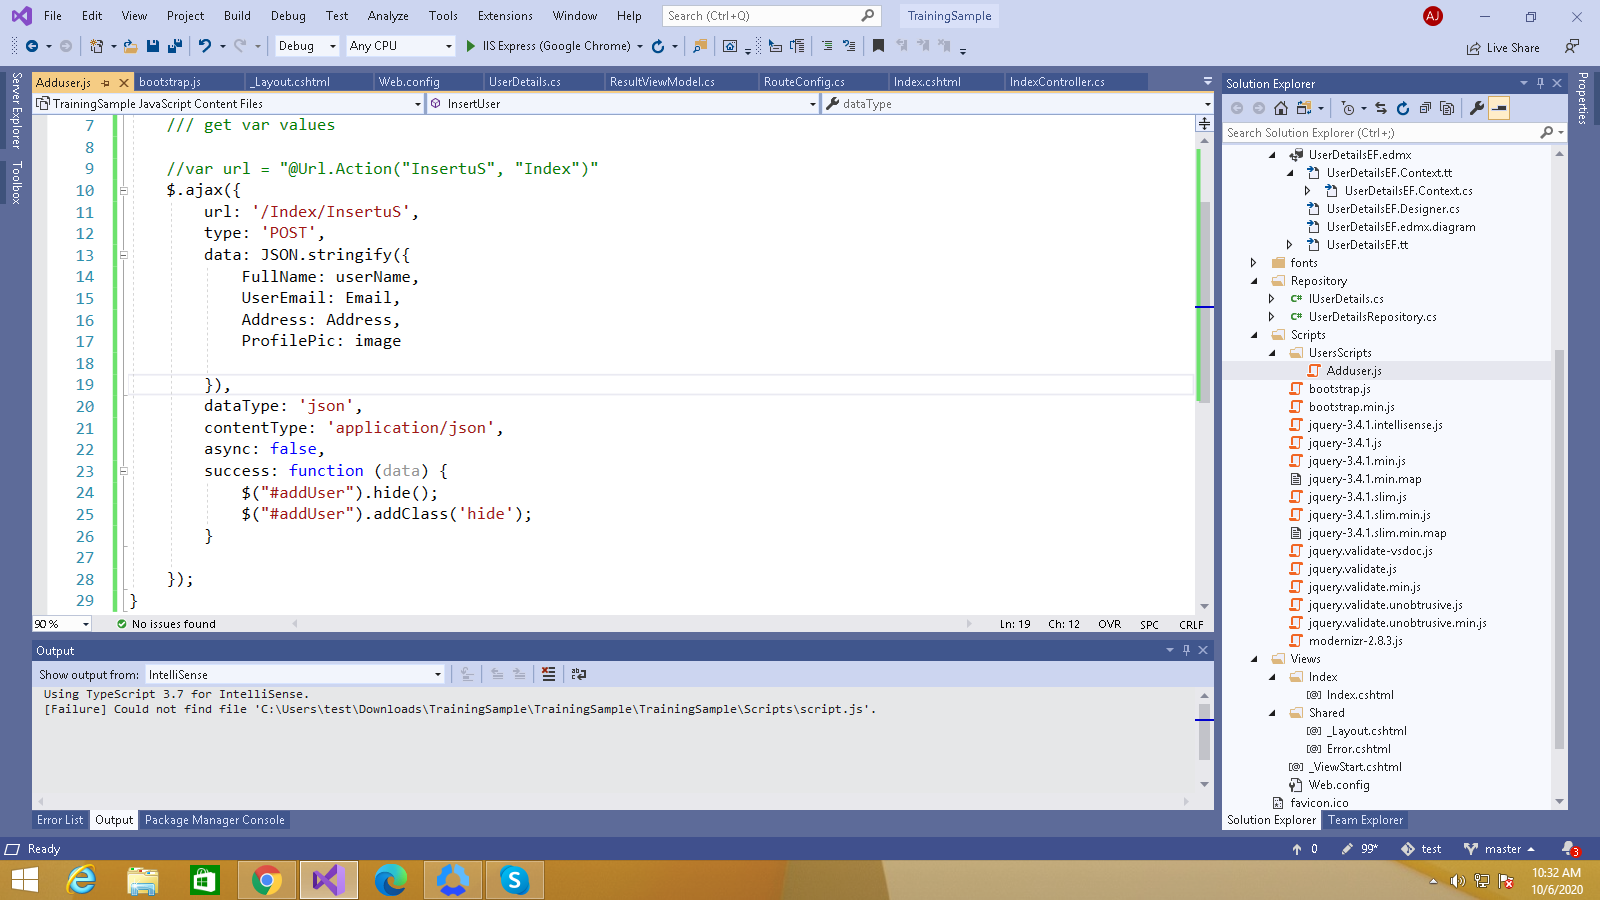 File Edit View Project Build Debug Test Analyze Tools Extensions Window Help Search (Ctrl+Q) TrainingSample AJ
Debug Any CPU IIS Express (Google Chrome) Live Share
Server Explorer
Toolbox
Adduser.js bootstrap.js _Layout.cshtml Web.config UserDetails.cs ResultViewModel.cs RouteConfig.cs Index.cshtml IndexController.cs
TrainingSample JavaScript Content Files InsertUser dataType
7 /// get var values
8
9 //var url = "@Url.Action("InsertuS", "Index")"
10 $.ajax({
11 url: '/Index/InsertuS',
12 type: 'POST',
13 data: JSON.stringify({
14 FullName: userName,
15 UserEmail: Email,
16 Address: Address,
17 ProfilePic: image
18
19 }),
20 dataType: 'json',
21 contentType: 'application/json',
22 async: false,
23 success: function (data) {
24 $("#addUser").hide();
25 $("#addUser").addClass('hide');
26 }
27
28 });
29 }
90 % No issues found Ln: 19 Ch: 12 OVR SPC CRLF
Output
Show output from: IntelliSense
Using TypeScript 3.7 for IntelliSense.
[Failure] Could not find file 'C:\Users\test\Downloads\TrainingSample\TrainingSample\TrainingSample\Scripts\script.js'.
Error List Output Package Manager Console
Solution Explorer
Search Solution Explorer (Ctrl+;)
UserDetailsEF.edmx
UserDetailsEF.Context.tt
UserDetailsEF.Context.cs
UserDetailsEF.Designer.cs
UserDetailsEF.edmx.diagram
UserDetailsEF.tt
fonts
Repository
C# IUserDetails.cs
C# UserDetailsRepository.cs
Scripts
UsersScripts
Adduser.js
bootstrap.js
bootstrap.min.js
jquery-3.4.1.intellisense.js
jquery-3.4.1.js
jquery-3.4.1.min.js
jquery-3.4.1.min.map
jquery-3.4.1.slim.js
jquery-3.4.1.slim.min.js
jquery-3.4.1.slim.min.map
jquery.validate-vsdoc.js
jquery.validate.js
jquery.validate.min.js
jquery.validate.unobtrusive.js
jquery.validate.unobtrusive.min.js
modernizr-2.8.3.js
Views
Index
[@] Index.cshtml
Shared
[@] _Layout.cshtml
[@] Error.cshtml
[@] _ViewStart.cshtml
Web.config
favicon.ico
Solution Explorer Team Explorer
Properties
Ready 0 99* test master 3
10:32 AM
10/6/2020